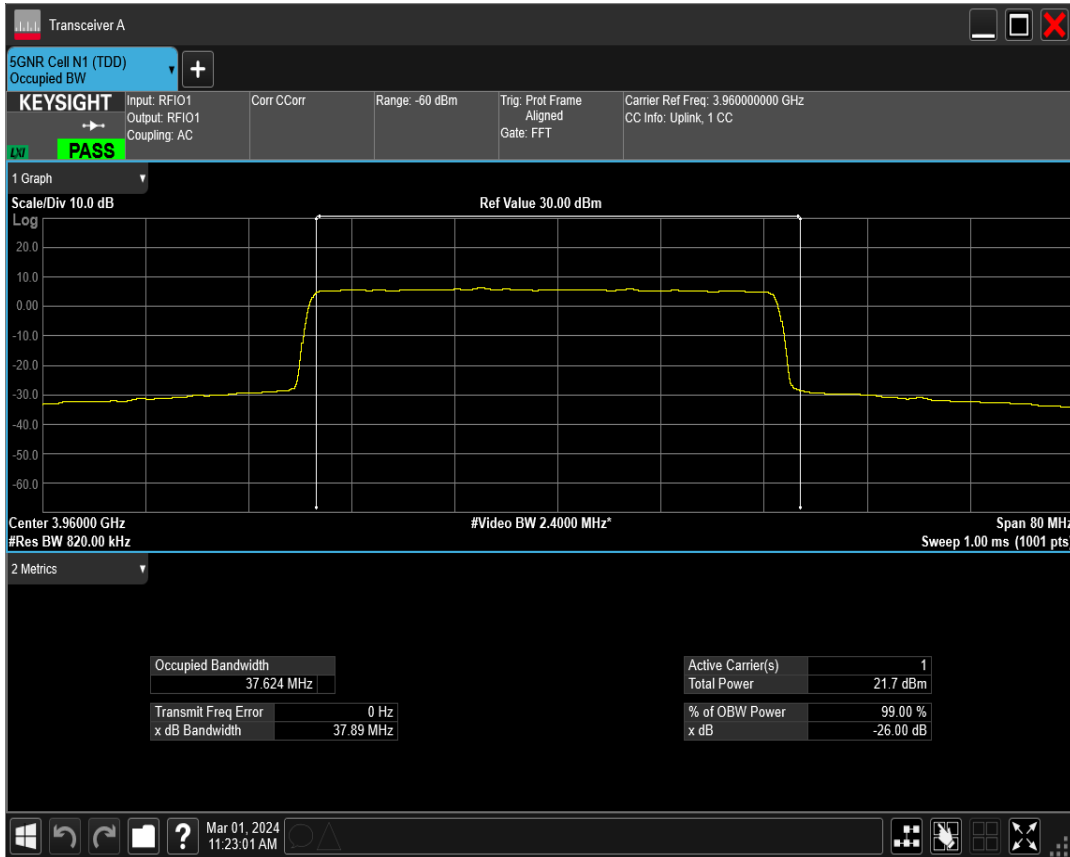 Transceiver A
5GNR Cell N1 (TDD)
Occupied BW
+
KEYSIGHT
LXI
PASS
Input: RFIO1
Output: RFIO1
Coupling: AC
Corr CCorr
Range: -60 dBm
Trig: Prot Frame
Aligned
Gate: FFT
Carrier Ref Freq: 3.960000000 GHz
CC Info: Uplink, 1 CC
1 Graph
Scale/Div 10.0 dB
Ref Value 30.00 dBm
Log
20.0
10.0
0.00
-10.0
-20.0
-30.0
-40.0
-50.0
-60.0
Center 3.96000 GHz
#Video BW 2.4000 MHz*
Span 80 MHz
#Res BW 820.00 kHz
Sweep 1.00 ms (1001 pts)
2 Metrics
Occupied Bandwidth
37.624 MHz
Transmit Freq Error 0 Hz
x dB Bandwidth 37.89 MHz
Active Carrier(s) 1
Total Power 21.7 dBm
% of OBW Power 99.00 %
x dB -26.00 dB
?
Mar 01, 2024
11:23:01 AM